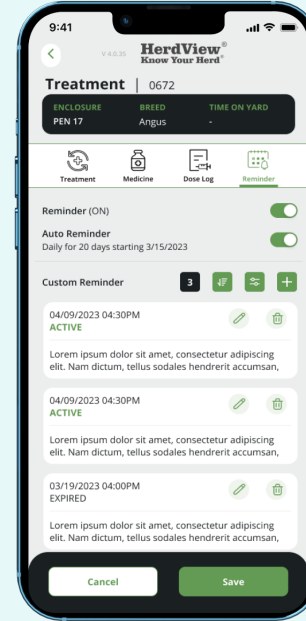 9:41
V 4.0.35
HerdView®
Know Your Herd®
Treatment | 0672
ENCLOSURE BREED TIME ON YARD
PEN 17 Angus -
Treatment Medicine Dose Log Reminder
Reminder (ON)
Auto Reminder
Daily for 20 days starting 3/15/2023
Custom Reminder 3
04/09/2023 04:30PM
ACTIVE
Lorem ipsum dolor sit amet, consectetur adipiscing
elit. Nam dictum, tellus sodales hendrerit accumsan,
04/09/2023 04:30PM
ACTIVE
Lorem ipsum dolor sit amet, consectetur adipiscing
elit. Nam dictum, tellus sodales hendrerit accumsan,
03/19/2023 04:00PM
EXPIRED
Lorem ipsum dolor sit amet, consectetur adipiscing
elit. Nam dictum, tellus sodales hendrerit accumsan,
Cancel Save